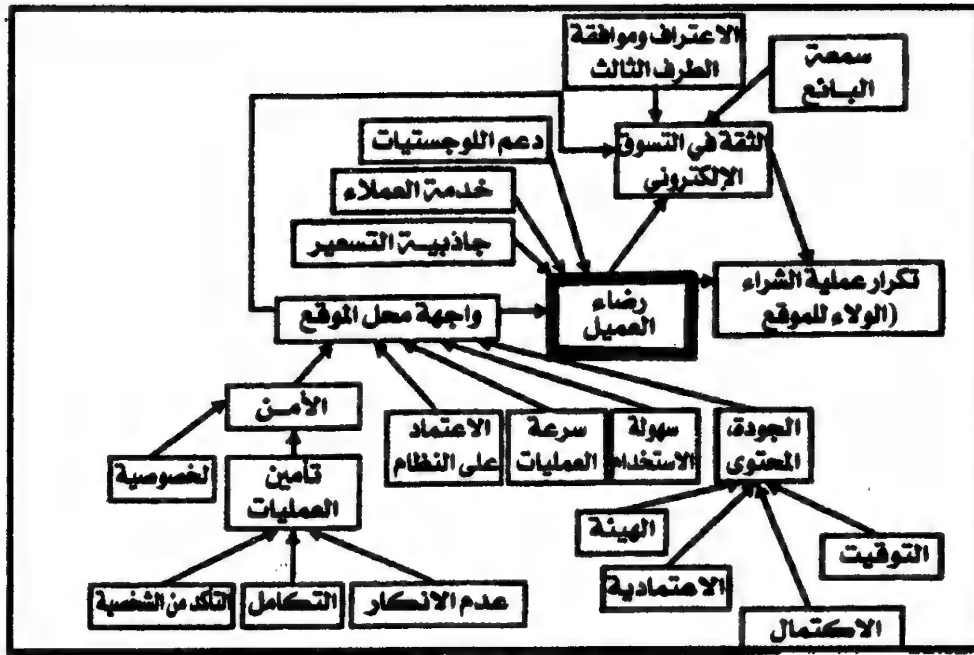 الاعتراف وموافقة
الطرف الثالث
سمعة
البائع
الثقة في التسوق
الإلكتروني
دعم اللوجستيات
خدمة العملاء
جاذبية التسعير
تكرار عملية الشراء
(الولاء للموقع
رضاء
العميل
واجهة محل الموقع
الأمن
الاعتماد
على النظام
سرعة
العمليات
سهولة
الاستخدام
الجودة،
المحتوى
لخصوصية
تأمين
العمليات
الهيئة
التوقيت
الاعتمادية
التأكد من الشخصية
التكامل
عدم الانكار
الاكتمال